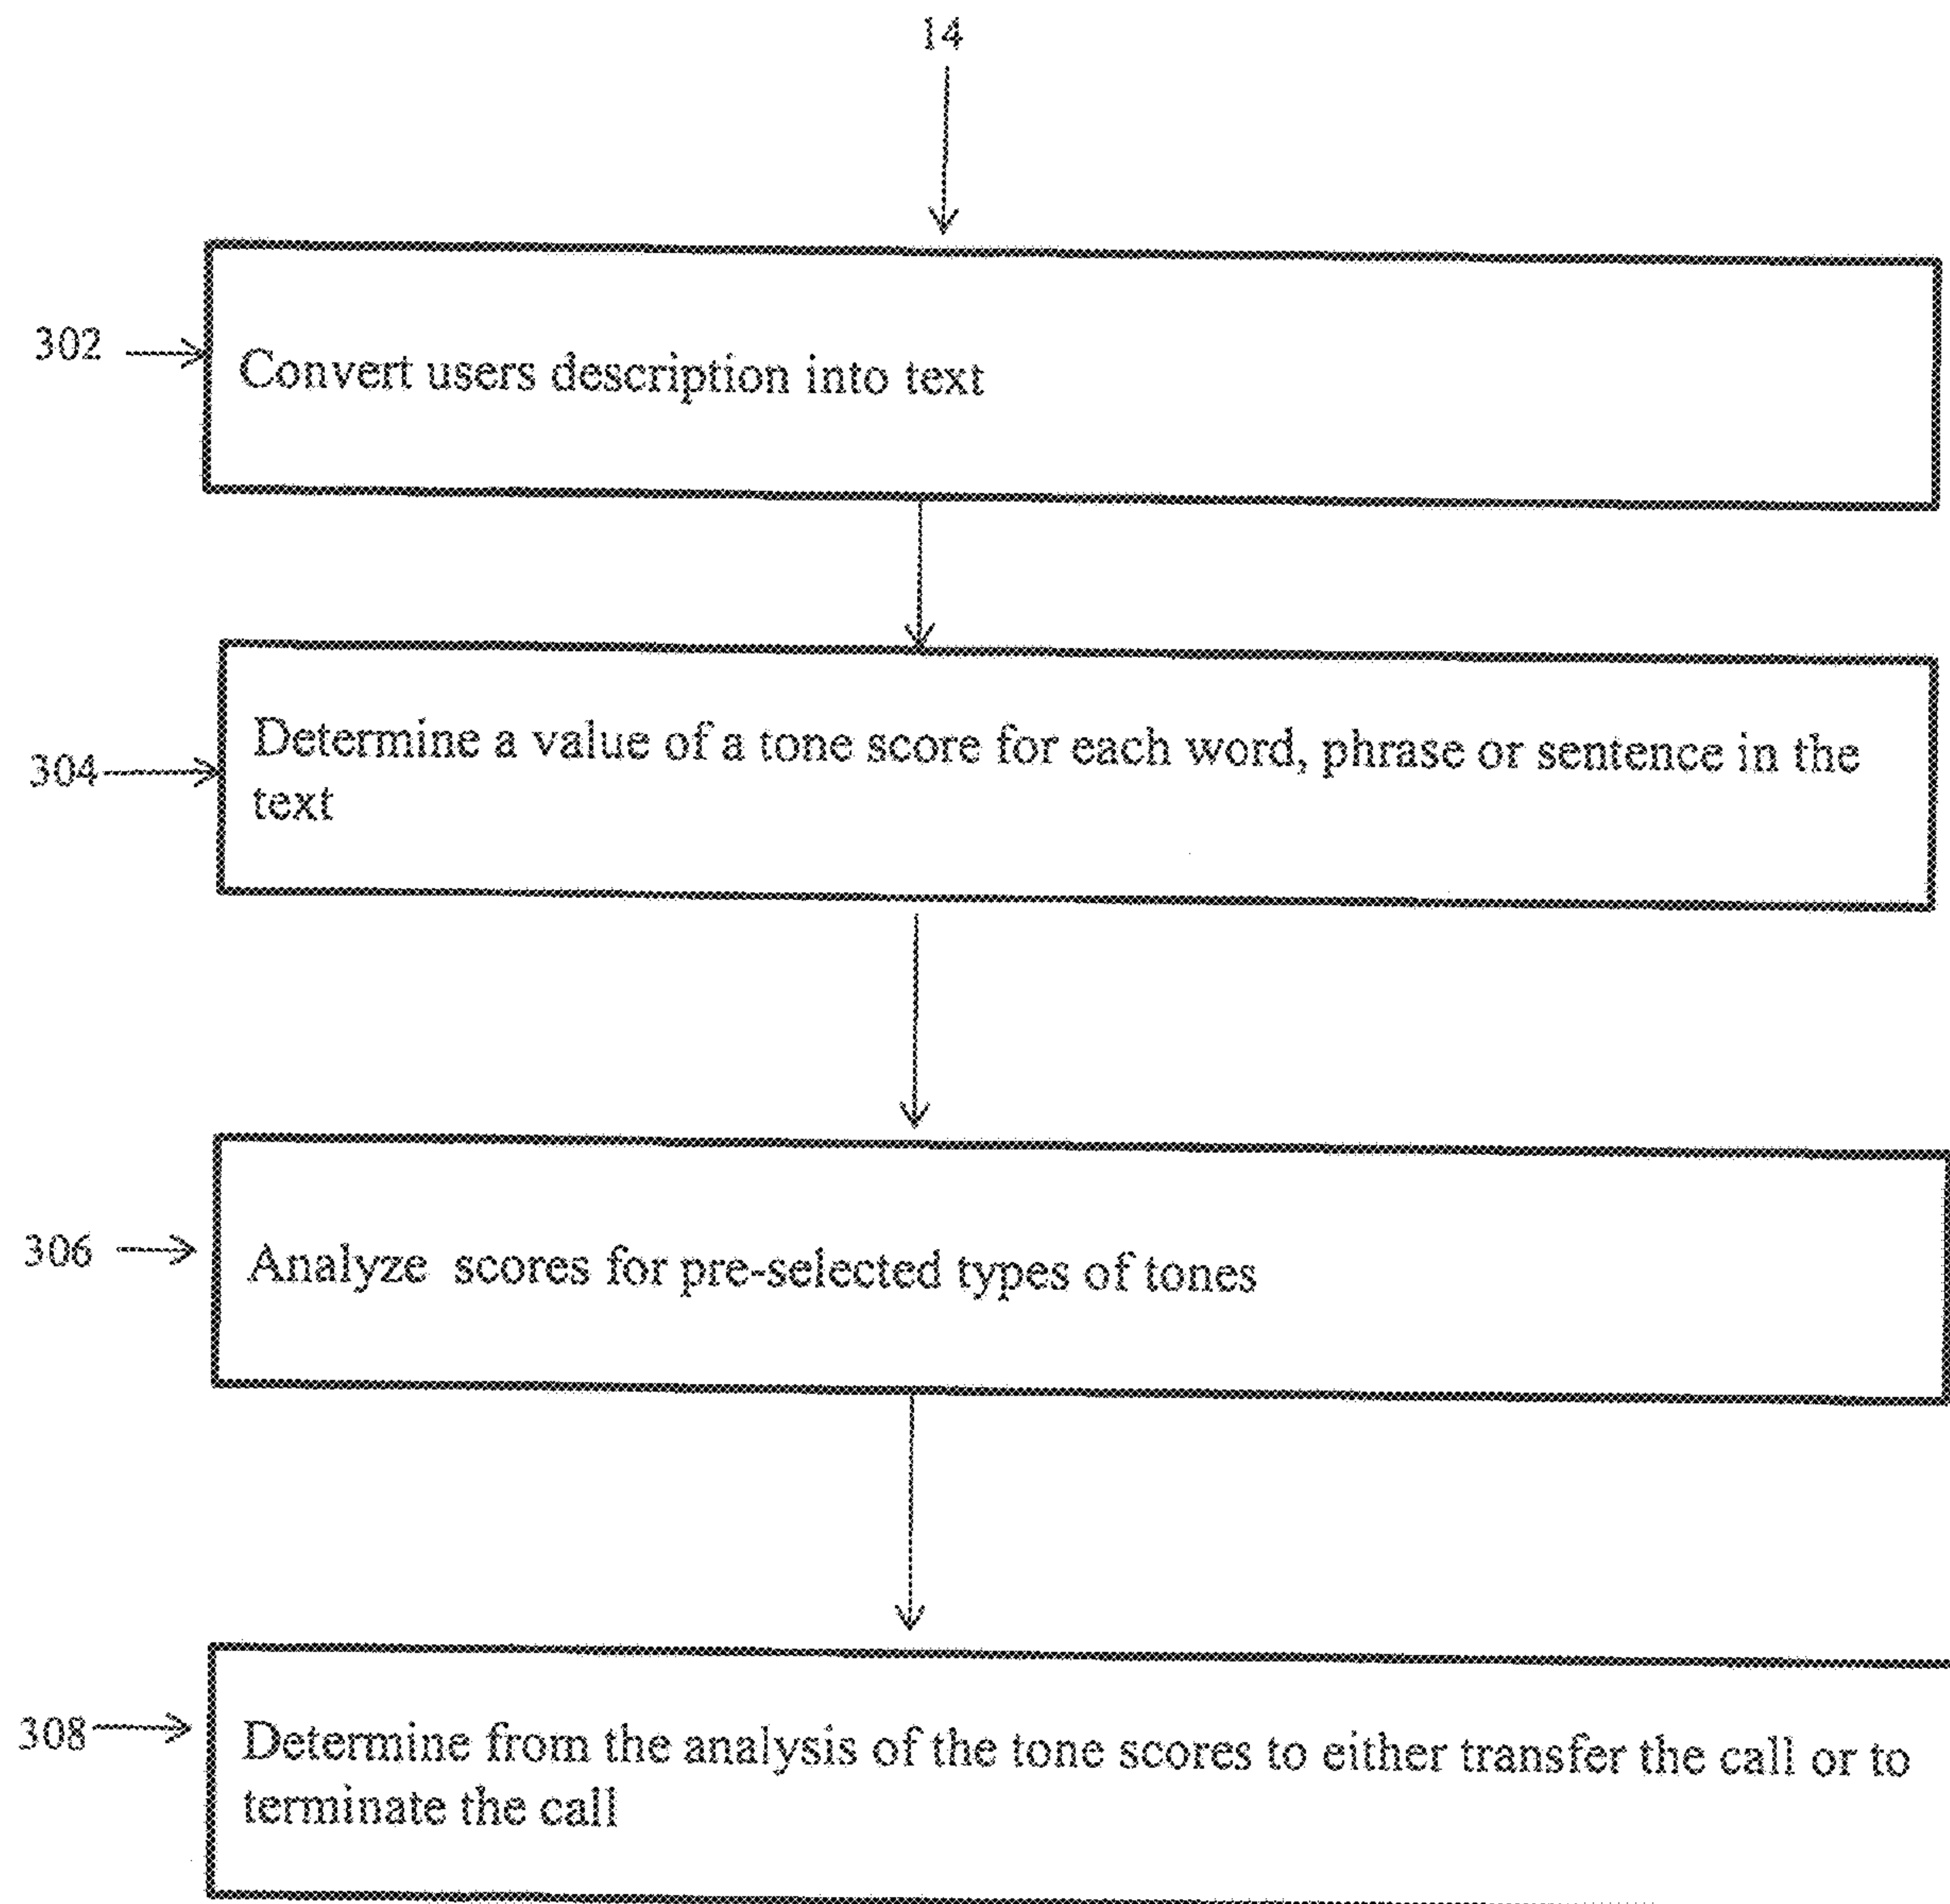 14
302
Convert users description into text
304
Determine a value of a tone score for each word, phrase or sentence in the
text
306
Analyze scores for pre-selected types of tones
308
Determine from the analysis of the tone scores to either transfer the call or to
terminate the call